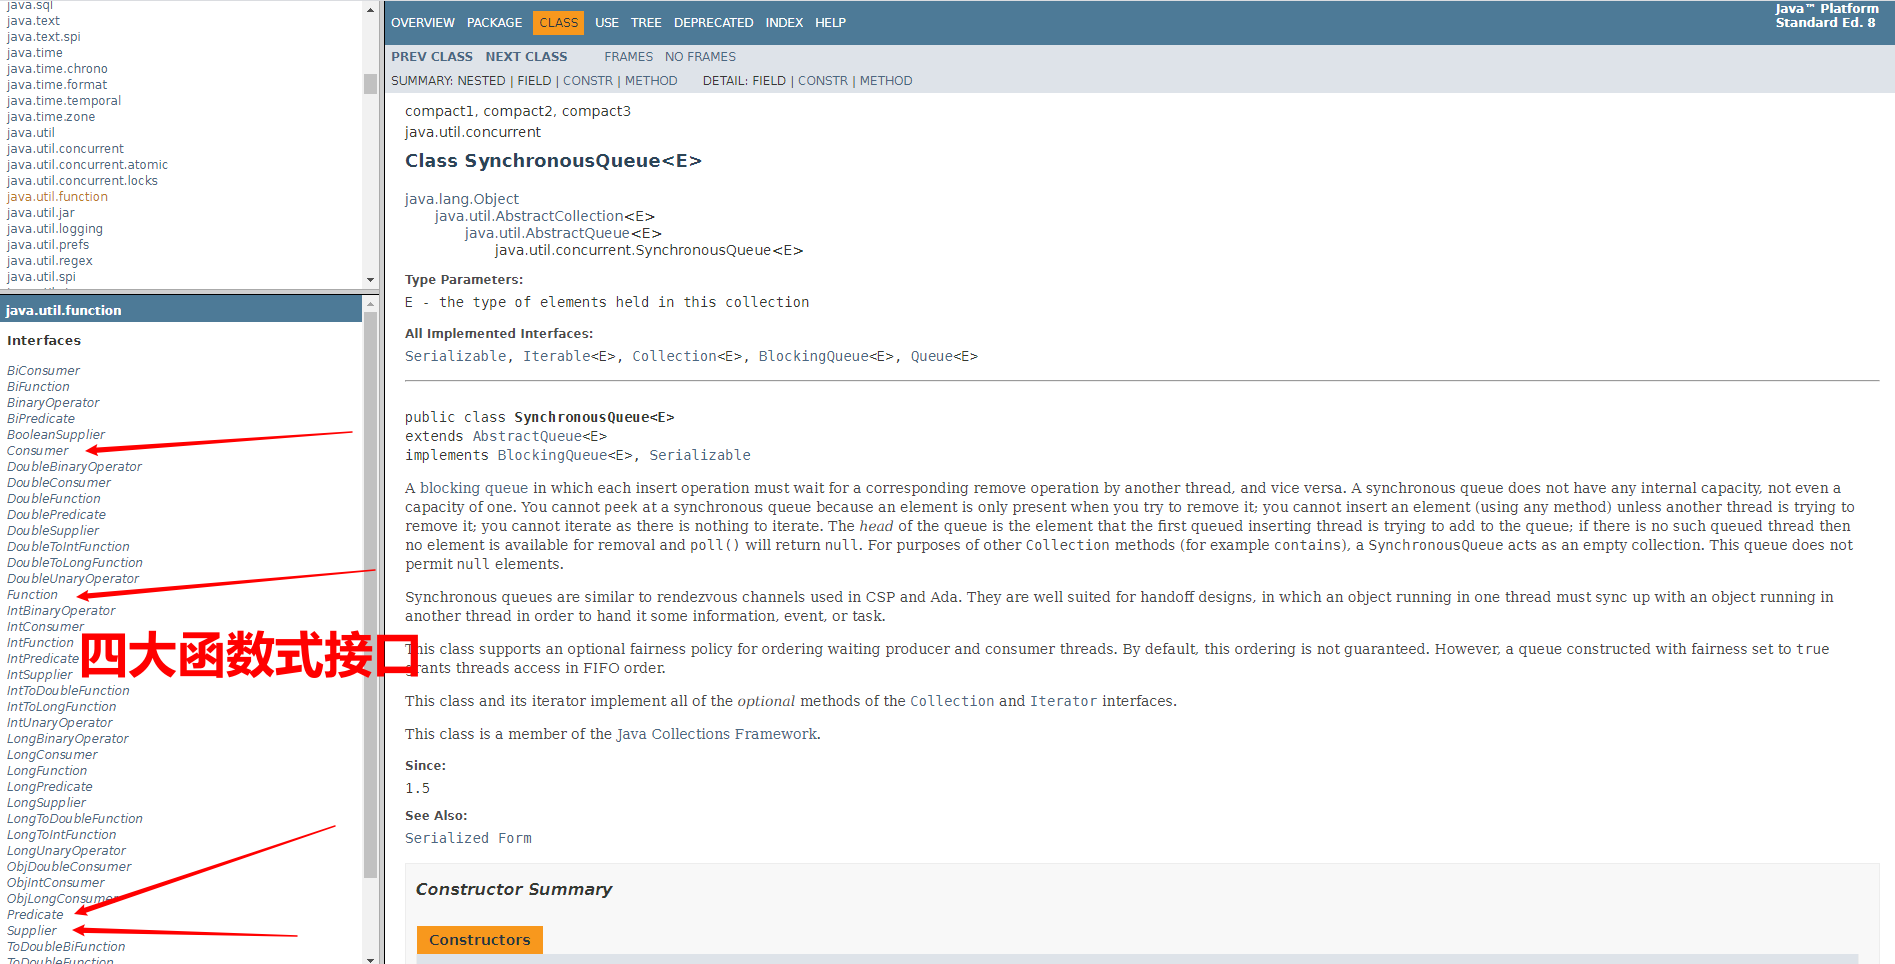 java.sql
java.text
java.text.spi
java.time
java.time.chrono
java.time.format
java.time.temporal
java.time.zone
java.util
java.util.concurrent
java.util.concurrent.atomic
java.util.concurrent.locks
java.util.function
java.util.jar
java.util.logging
java.util.prefs
java.util.regex
java.util.spi
java.util.function
Interfaces
BiConsumer
BiFunction
BinaryOperator
BiPredicate
BooleanSupplier
Consumer
DoubleBinaryOperator
DoubleConsumer
DoubleFunction
DoublePredicate
DoubleSupplier
DoubleToIntFunction
DoubleToLongFunction
DoubleUnaryOperator
Function
IntBinaryOperator
IntConsumer
IntFunction
IntPredicate
IntSupplier
IntToDoubleFunction
IntToLongFunction
IntUnaryOperator
LongBinaryOperator
LongConsumer
LongFunction
LongPredicate
LongSupplier
LongToDoubleFunction
LongToIntFunction
LongUnaryOperator
ObjDoubleConsumer
ObjIntConsumer
ObjLongConsumer
Predicate
Supplier
ToDoubleBiFunction
ToDoubleFunction
四大函数式接口
OVERVIEW PACKAGE CLASS USE TREE DEPRECATED INDEX HELP
Java™ Platform
Standard Ed. 8
PREV CLASS NEXT CLASS FRAMES NO FRAMES
SUMMARY: NESTED | FIELD | CONSTR | METHOD DETAIL: FIELD | CONSTR | METHOD
compact1, compact2, compact3
java.util.concurrent
Class SynchronousQueue<E>
java.lang.Object
java.util.AbstractCollection<E>
java.util.AbstractQueue<E>
java.util.concurrent.SynchronousQueue<E>
Type Parameters:
E - the type of elements held in this collection
All Implemented Interfaces:
Serializable, Iterable<E>, Collection<E>, BlockingQueue<E>, Queue<E>
public class SynchronousQueue<E>
extends AbstractQueue<E>
implements BlockingQueue<E>, Serializable
A blocking queue in which each insert operation must wait for a corresponding remove operation by another thread, and vice versa. A synchronous queue does not have any internal capacity, not even a
capacity of one. You cannot peek at a synchronous queue because an element is only present when you try to remove it; you cannot insert an element (using any method) unless another thread is trying to
remove it; you cannot iterate as there is nothing to iterate. The head of the queue is the element that the first queued inserting thread is trying to add to the queue; if there is no such queued thread then
no element is available for removal and poll() will return null. For purposes of other Collection methods (for example contains), a SynchronousQueue acts as an empty collection. This queue does not
permit null elements.
Synchronous queues are similar to rendezvous channels used in CSP and Ada. They are well suited for handoff designs, in which an object running in one thread must sync up with an object running in
another thread in order to hand it some information, event, or task.
This class supports an optional fairness policy for ordering waiting producer and consumer threads. By default, this ordering is not guaranteed. However, a queue constructed with fairness set to true
grants threads access in FIFO order.
This class and its iterator implement all of the optional methods of the Collection and Iterator interfaces.
This class is a member of the Java Collections Framework.
Since:
1.5
See Also:
Serialized Form
Constructor Summary
Constructors